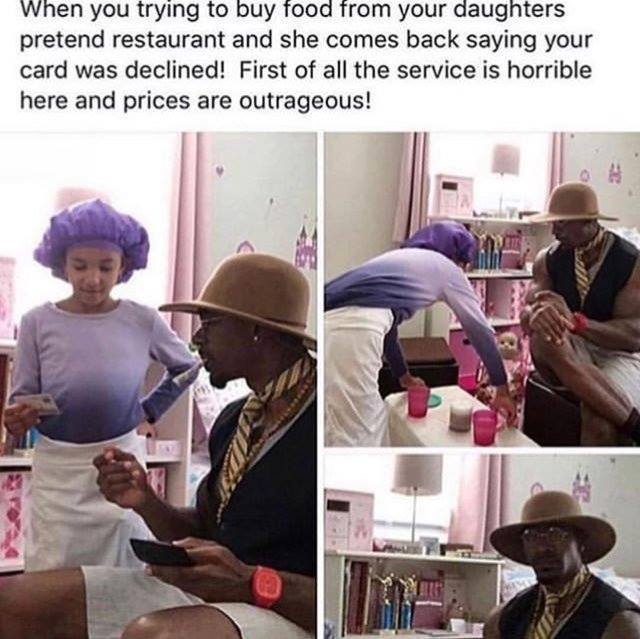 When you trying to buy food from your daughters
pretend restaurant and she comes back saying your
card was declined!  First of all the service is horrible
here and prices are outrageous!